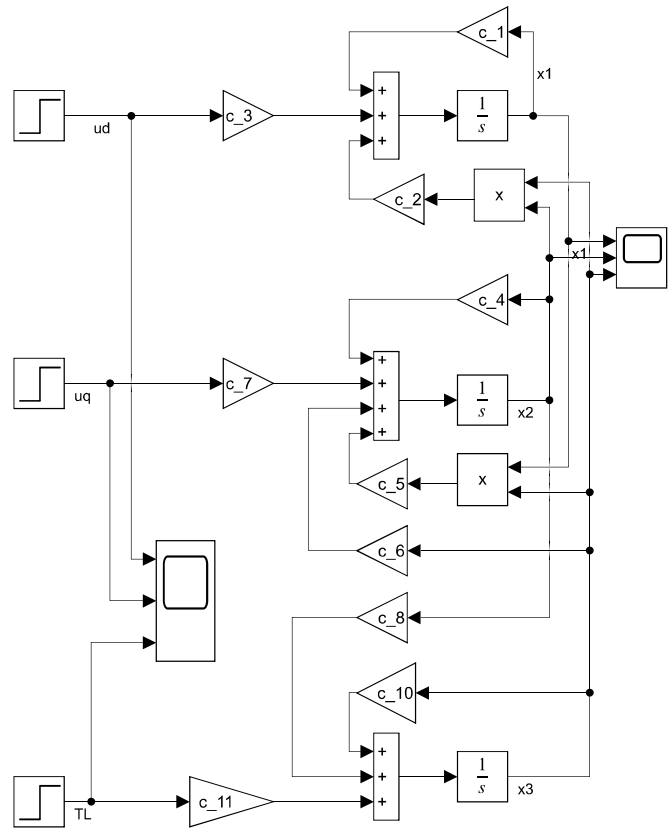 c_1
x1
+
ud
c_3
+
1
s
+
c_2
x
x1
c_4
+
uq
c_7
+
1
s
x2
+
+
c_5
x
c_6
c_8
c_10
+
+
1
s
x3
TL
c_11
+